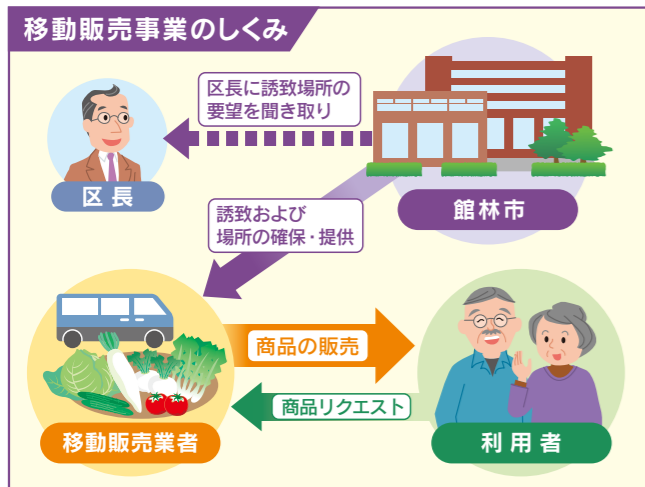 移動販売事業のしくみ
区長に誘致場所の
要望を聞き取り
区長
館林市
誘致および
場所の確保・提供
商品の販売
商品リクエスト
移動販売業者
利用者